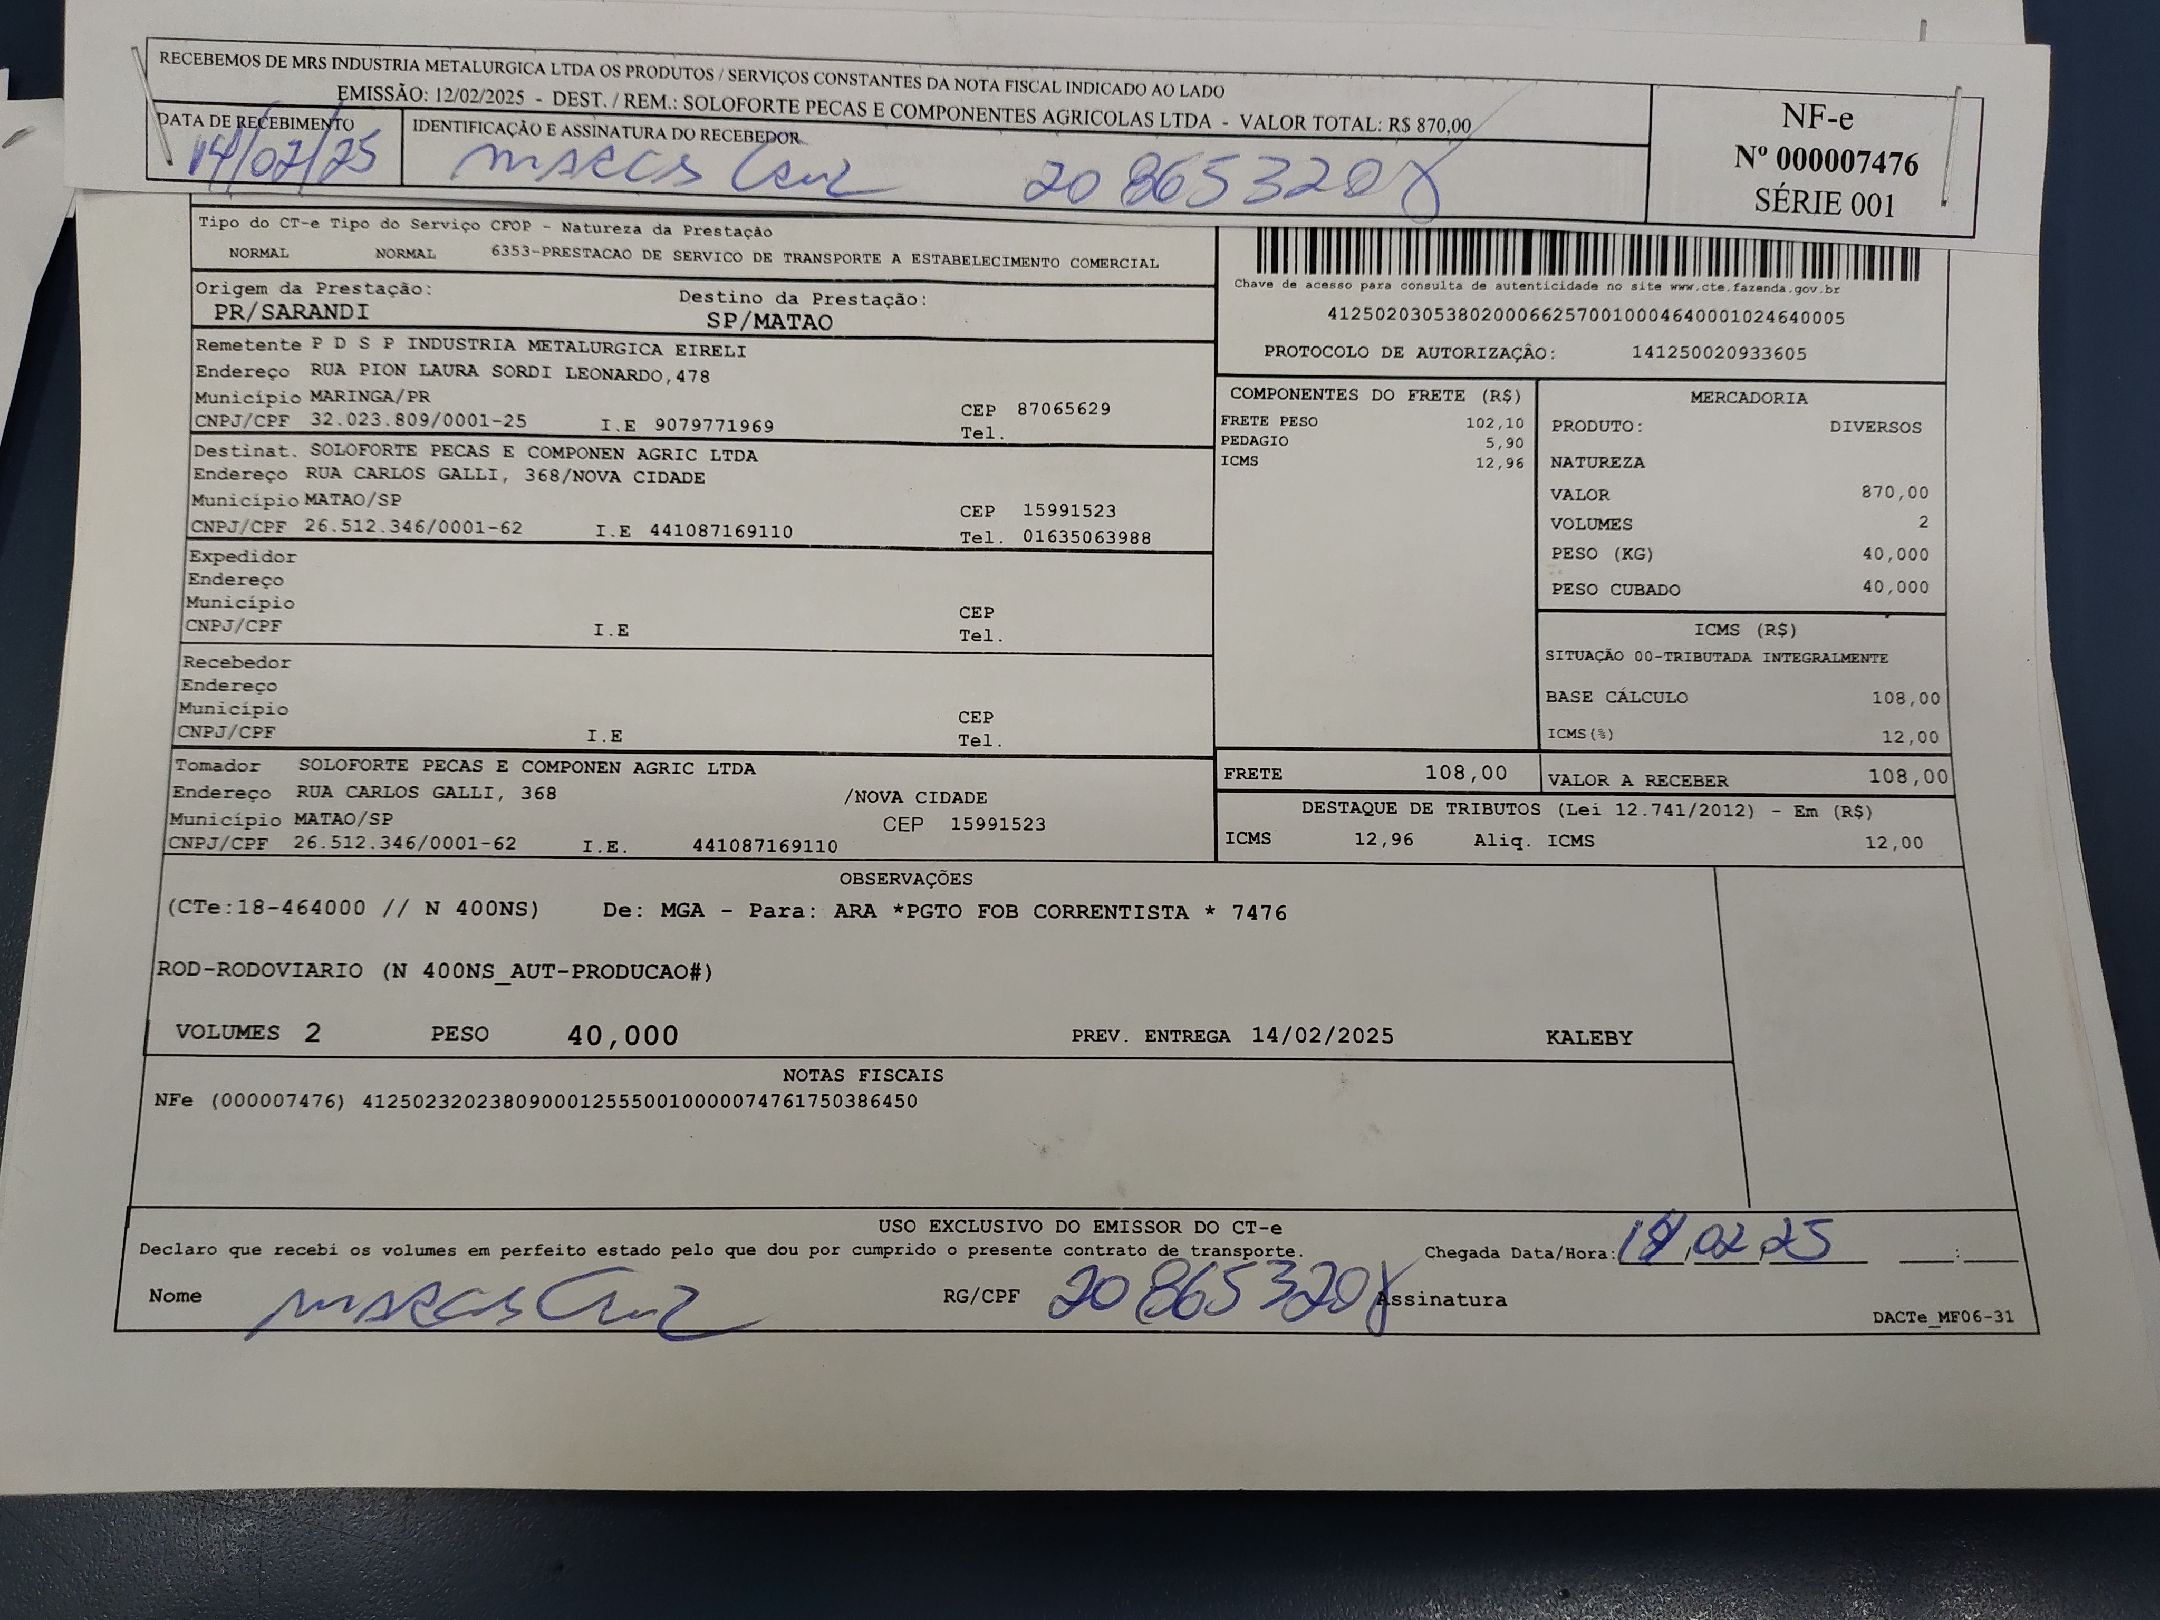 RECEBEMOS DE MRS INDUSTRIA METALURGICA LTDA OS PRODUTOS / SERVIÇOS CONSTANTES DA NOTA FISCAL INDICADO AO LADO
EMISSÃO: 12/02/2025 - DEST. / REM.: SOLOFORTE PECAS E COMPONENTES AGRICOLAS LTDA - VALOR TOTAL: R$ 870,00
DATA DE RECEBIMENTO
14/02/25
IDENTIFICAÇÃO E ASSINATURA DO RECEBEDOR
Marcos Cruz 20 865320X
NF-e
Nº 000007476
SÉRIE 001
Tipo do CT-e Tipo do Serviço CFOP - Natureza da Prestação
NORMAL NORMAL 6353-PRESTACAO DE SERVICO DE TRANSPORTE A ESTABELECIMENTO COMERCIAL
Origem da Prestação: Destino da Prestação:
PR/SARANDI SP/MATAO
Remetente P D S P INDUSTRIA METALURGICA EIRELI
Endereço RUA PION LAURA SORDI LEONARDO,478
Município MARINGA/PR CEP 87065629
CNPJ/CPF 32.023.809/0001-25 I.E 9079771969 Tel.
Destinat. SOLOFORTE PECAS E COMPONEN AGRIC LTDA
Endereço RUA CARLOS GALLI, 368/NOVA CIDADE
Município MATAO/SP CEP 15991523
CNPJ/CPF 26.512.346/0001-62 I.E 441087169110 Tel. 01635063988
Expedidor
Endereço
Município CEP
CNPJ/CPF I.E Tel.
Recebedor
Endereço
Município CEP
CNPJ/CPF I.E Tel.
Tomador SOLOFORTE PECAS E COMPONEN AGRIC LTDA
Endereço RUA CARLOS GALLI, 368 /NOVA CIDADE
Município MATAO/SP CEP 15991523
CNPJ/CPF 26.512.346/0001-62 I.E. 441087169110
Chave de acesso para consulta de autenticidade no site www.cte.fazenda.gov.br
41250203053802000662570010004640001024640005
PROTOCOLO DE AUTORIZAÇÃO: 141250020933605
COMPONENTES DO FRETE (R$)
FRETE PESO 102,10
PEDAGIO 5,90
ICMS 12,96
MERCADORIA
PRODUTO: DIVERSOS
NATUREZA
VALOR 870,00
VOLUMES 2
PESO (KG) 40,000
PESO CUBADO 40,000
ICMS (R$)
SITUAÇÃO 00-TRIBUTADA INTEGRALMENTE
BASE CÁLCULO 108,00
ICMS(%) 12,00
FRETE 108,00 VALOR A RECEBER 108,00
DESTAQUE DE TRIBUTOS (Lei 12.741/2012) - Em (R$)
ICMS 12,96 Aliq. ICMS 12,00
OBSERVAÇÕES
(CTe:18-464000 // N 400NS) De: MGA - Para: ARA *PGTO FOB CORRENTISTA * 7476
ROD-RODOVIARIO (N 400NS_AUT-PRODUCAO#)
VOLUMES 2 PESO 40,000 PREV. ENTREGA 14/02/2025 KALEBY
NOTAS FISCAIS
NFe (000007476) 41250232023809000125550010000074761750386450
USO EXCLUSIVO DO EMISSOR DO CT-e
Declaro que recebi os volumes em perfeito estado pelo que dou por cumprido o presente contrato de transporte. Chegada Data/Hora: 14/02/25 :
Nome Marcos Cruz RG/CPF 20 865320X Assinatura
DACTe_MF06-31